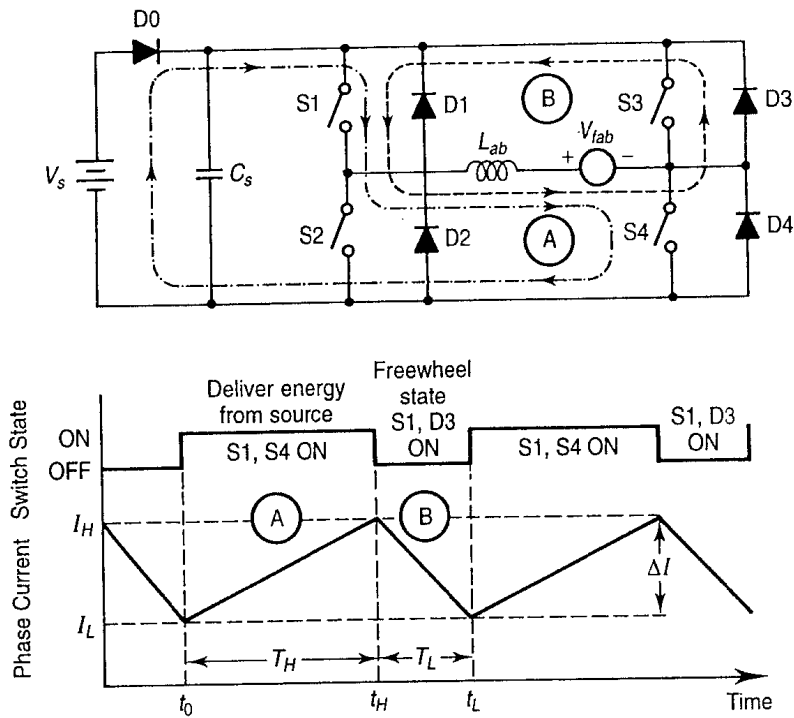 D0
S1
D1
B
S3
D3
L_ab
+ V_fab −
V_s
C_s
S2
D2
A
S4
D4
Deliver energy
from source
Freewheel
state
S1, D3
ON
S1, D3
ON
ON
OFF
S1, S4 ON
S1, S4 ON
Switch State
Phase Current
I_H
A
B
ΔI
I_L
T_H
T_L
t_0
t_H
t_L
Time